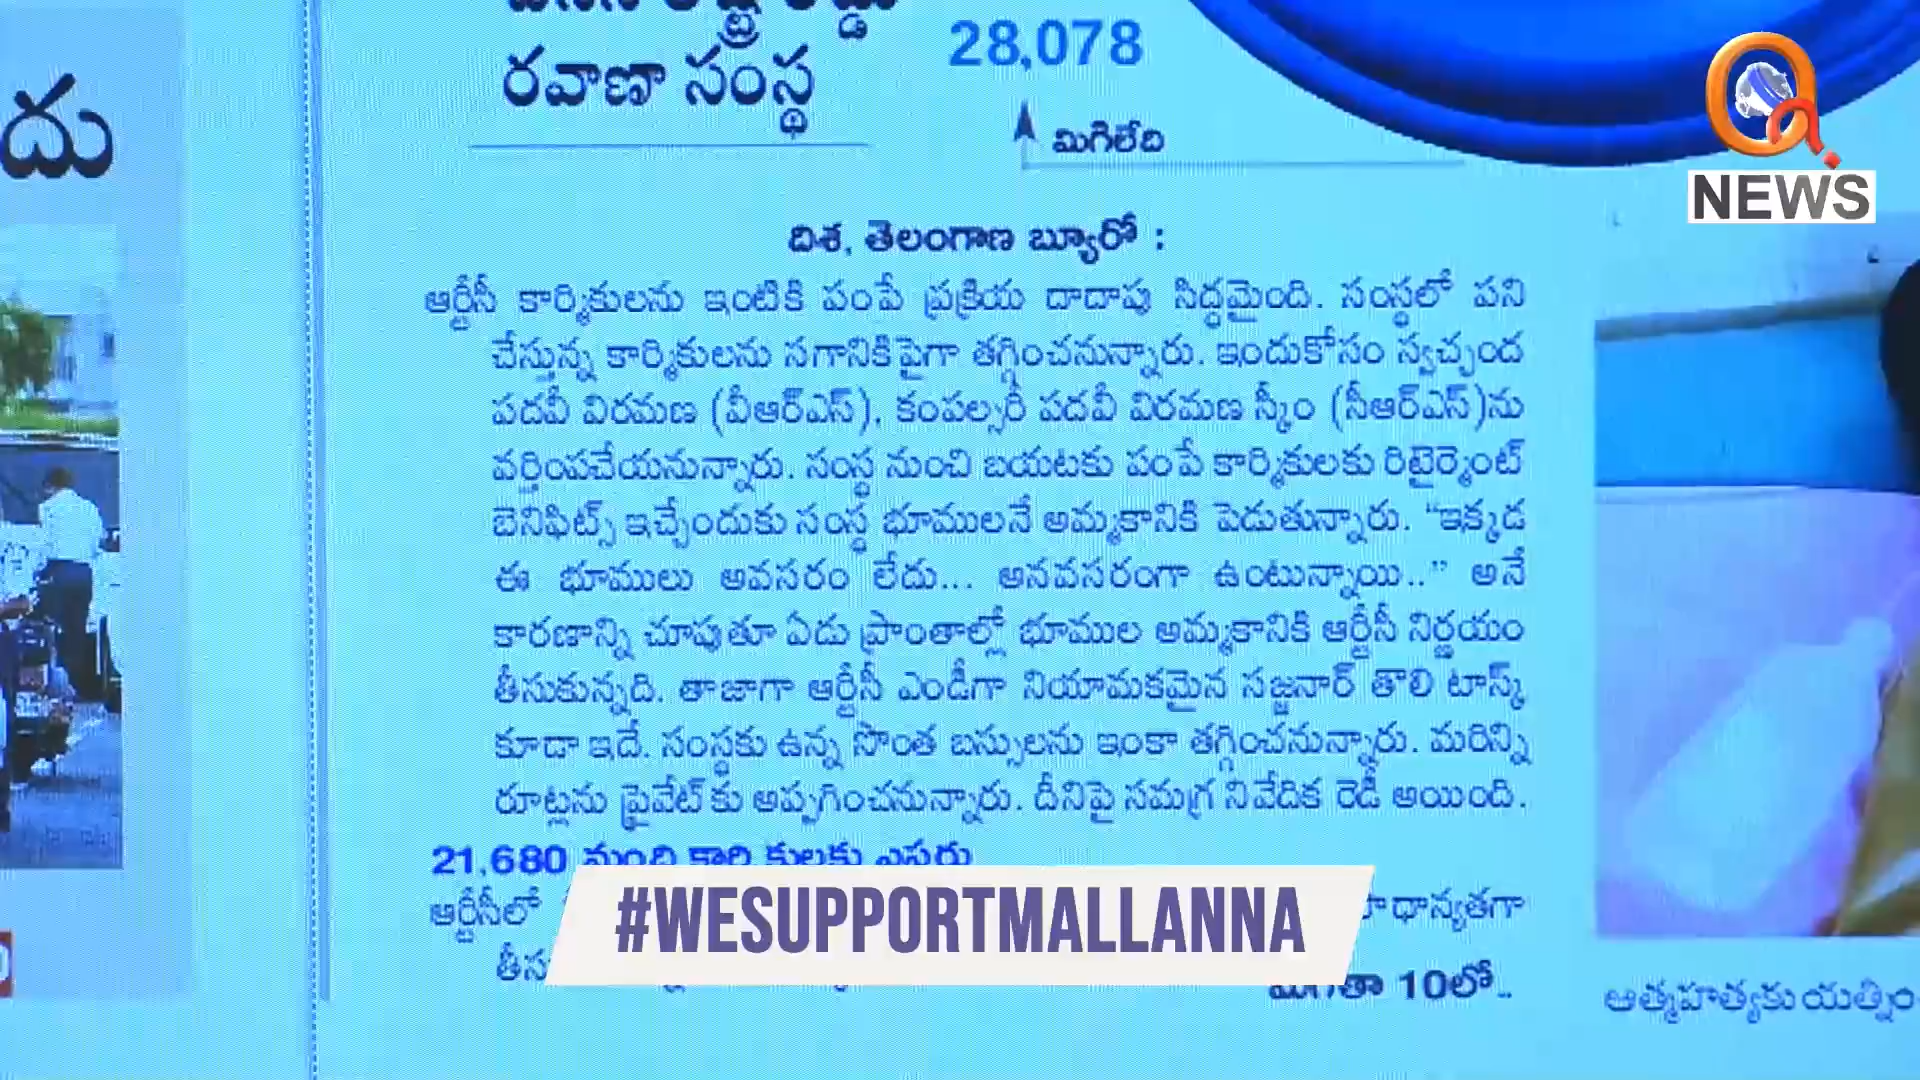 రవాణా సంస్థ
28,078
మిగిలేది
దు
NEWS
దిశ, తెలంగాణ బ్యూరో :
ఆర్టీసీ కార్మికులను ఇంటికి పంపే ప్రక్రియ దాదాపు సిద్ధమైంది. సంస్థలో పని
చేస్తున్న కార్మికులను సగానికిపైగా తగ్గించనున్నారు. ఇందుకోసం స్వచ్ఛంద
పదవీ విరమణ (వీఆర్ఎస్), కంపల్సరీ పదవీ విరమణ స్కీం (సీఆర్ఎస్)ను
వర్తింపచేయనున్నారు. సంస్థ నుంచి బయటకు పంపే కార్మికులకు రిటైర్మెంట్
బెనిఫిట్స్ ఇచ్చేందుకు సంస్థ భూములనే అమ్మకానికి పెడుతున్నారు. “ఇక్కడ
ఈ భూములు అవసరం లేదు... అనవసరంగా ఉంటున్నాయి..” అనే
కారణాన్ని చూపుతూ ఏడు ప్రాంతాల్లో భూముల అమ్మకానికి ఆర్టీసీ నిర్ణయం
తీసుకున్నది. తాజాగా ఆర్టీసీ ఎండీగా నియామకమైన సజ్జనార్ తొలి టాస్క్
కూడా ఇదే. సంస్థకు ఉన్న సొంత బస్సులను ఇంకా తగ్గించనున్నారు. మరిన్ని
రూట్లను ప్రైవేట్‌కు అప్పగించనున్నారు. దీనిపై సమగ్ర నివేదిక రెడీ అయింది.
21,680 మంది కార్మికులకు ఎసరు
ఆర్టీసీలో
#WESUPPORTMALLANNA
మిగతా 10లో..
ఆత్మహత్యకు యత్నిం